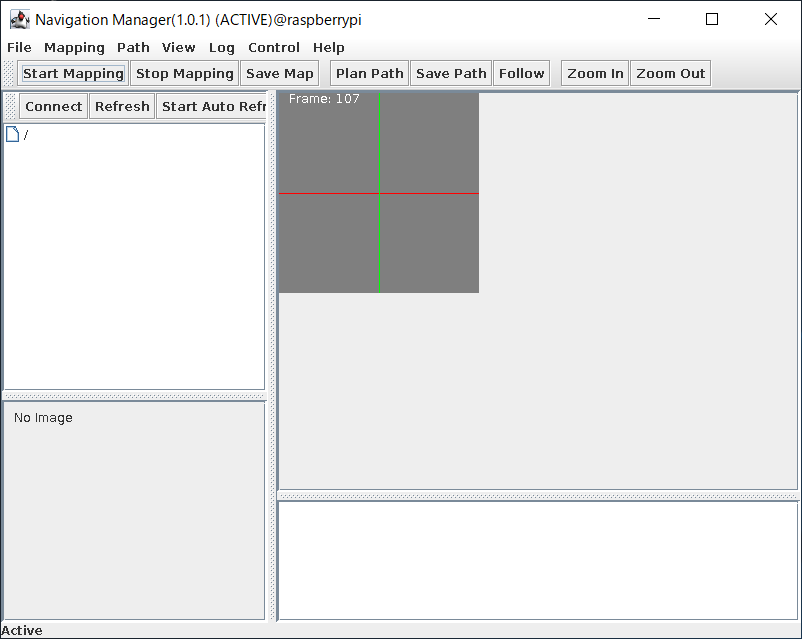 Navigation Manager(1.0.1) (ACTIVE)@raspberrypi
File Mapping Path View Log Control Help
Start Mapping Stop Mapping Save Map Plan Path Save Path Follow Zoom In Zoom Out
Connect Refresh Start Auto Refr
Frame: 107
/
No Image
Active